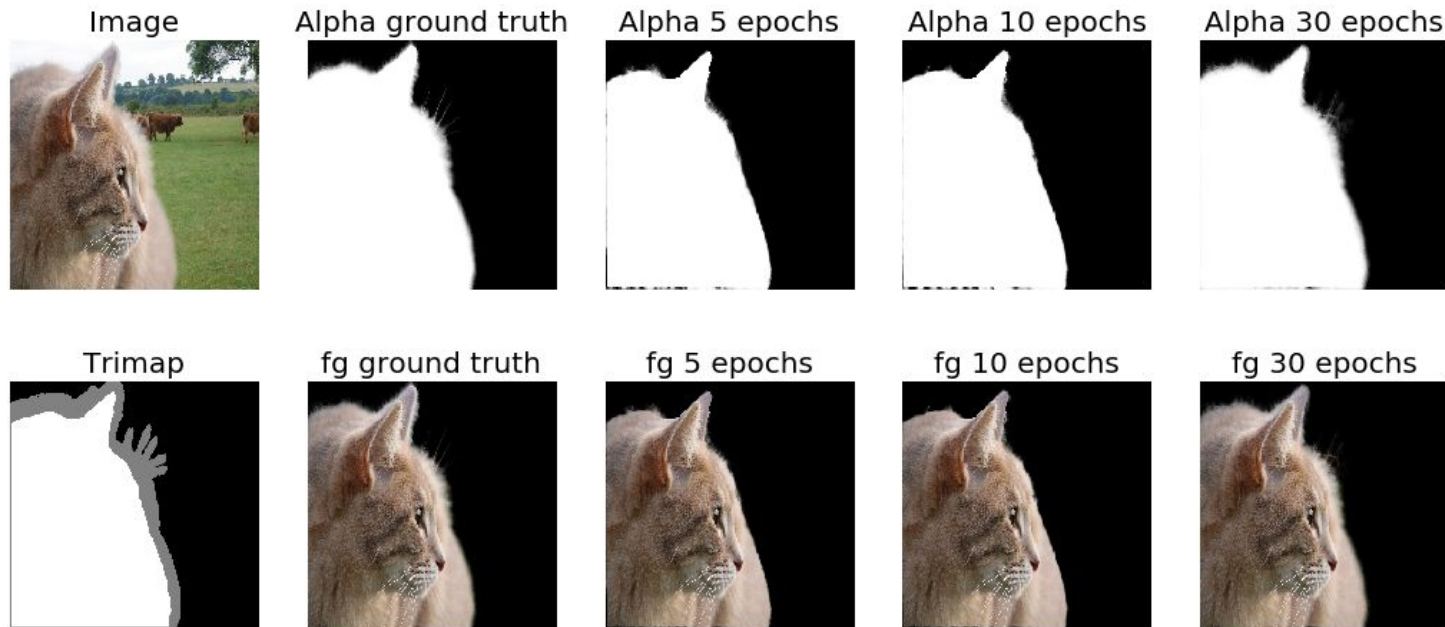 Image
Alpha ground truth
Alpha 5 epochs
Alpha 10 epochs
Alpha 30 epochs
Trimap
fg ground truth
fg 5 epochs
fg 10 epochs
fg 30 epochs